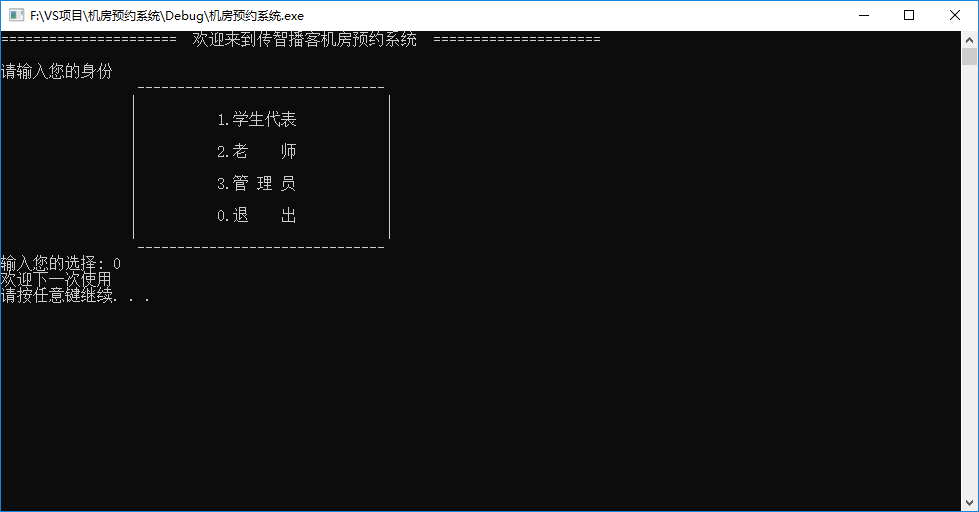 F:\VS项目\机房预约系统\Debug\机房预约系统.exe
====================== 欢迎来到传智播客机房预约系统 =====================
请输入您的身份
-------------------------------
1.学生代表
2.老 师
3.管 理 员
0.退 出
-------------------------------
输入您的选择: 0
欢迎下一次使用
请按任意键继续. . .